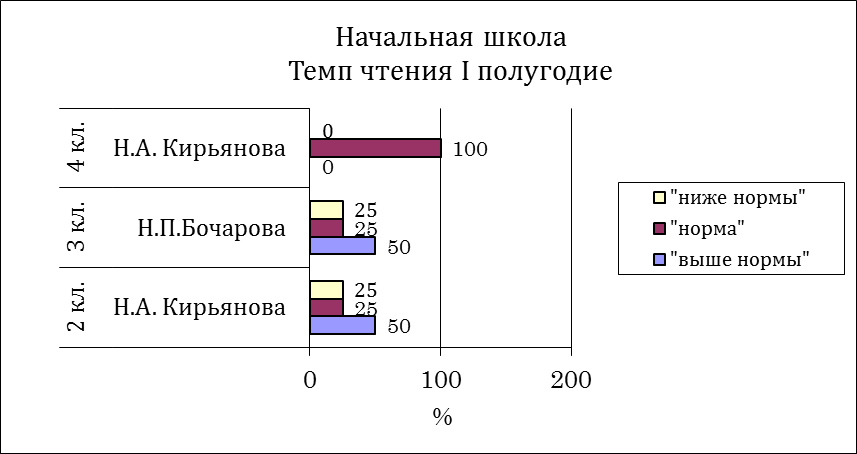 Начальная школа
Темп чтения I полугодие
4 кл.
Н.А. Кирьянова
0
100
0
3 кл.
Н.П.Бочарова
25
25
50
2 кл.
Н.А. Кирьянова
25
25
50
0 100 200
%
"ниже нормы"
"норма"
"выше нормы"